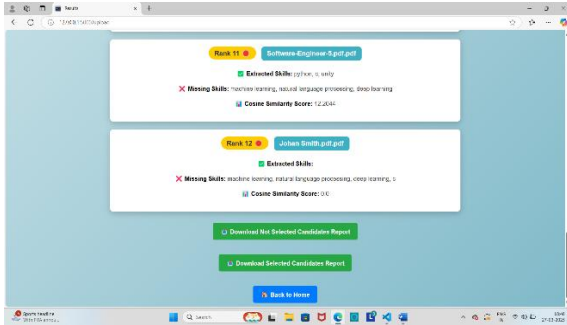 Rank 11
Software-Engineer-5.pdf.pdf
Extracted Skills: python, c, unity
Missing Skills: machine learning, natural language processing, deep learning
Cosine Similarity Score: 12.2044
Rank 12
Johan Smith.pdf.pdf
Extracted Skills:
Missing Skills: machine learning, natural language processing, deep learning,
Cosine Similarity Score: 0.0
Download Not Selected Candidates Report
Download Selected Candidates Report
Back to Home
Sports headline
Search